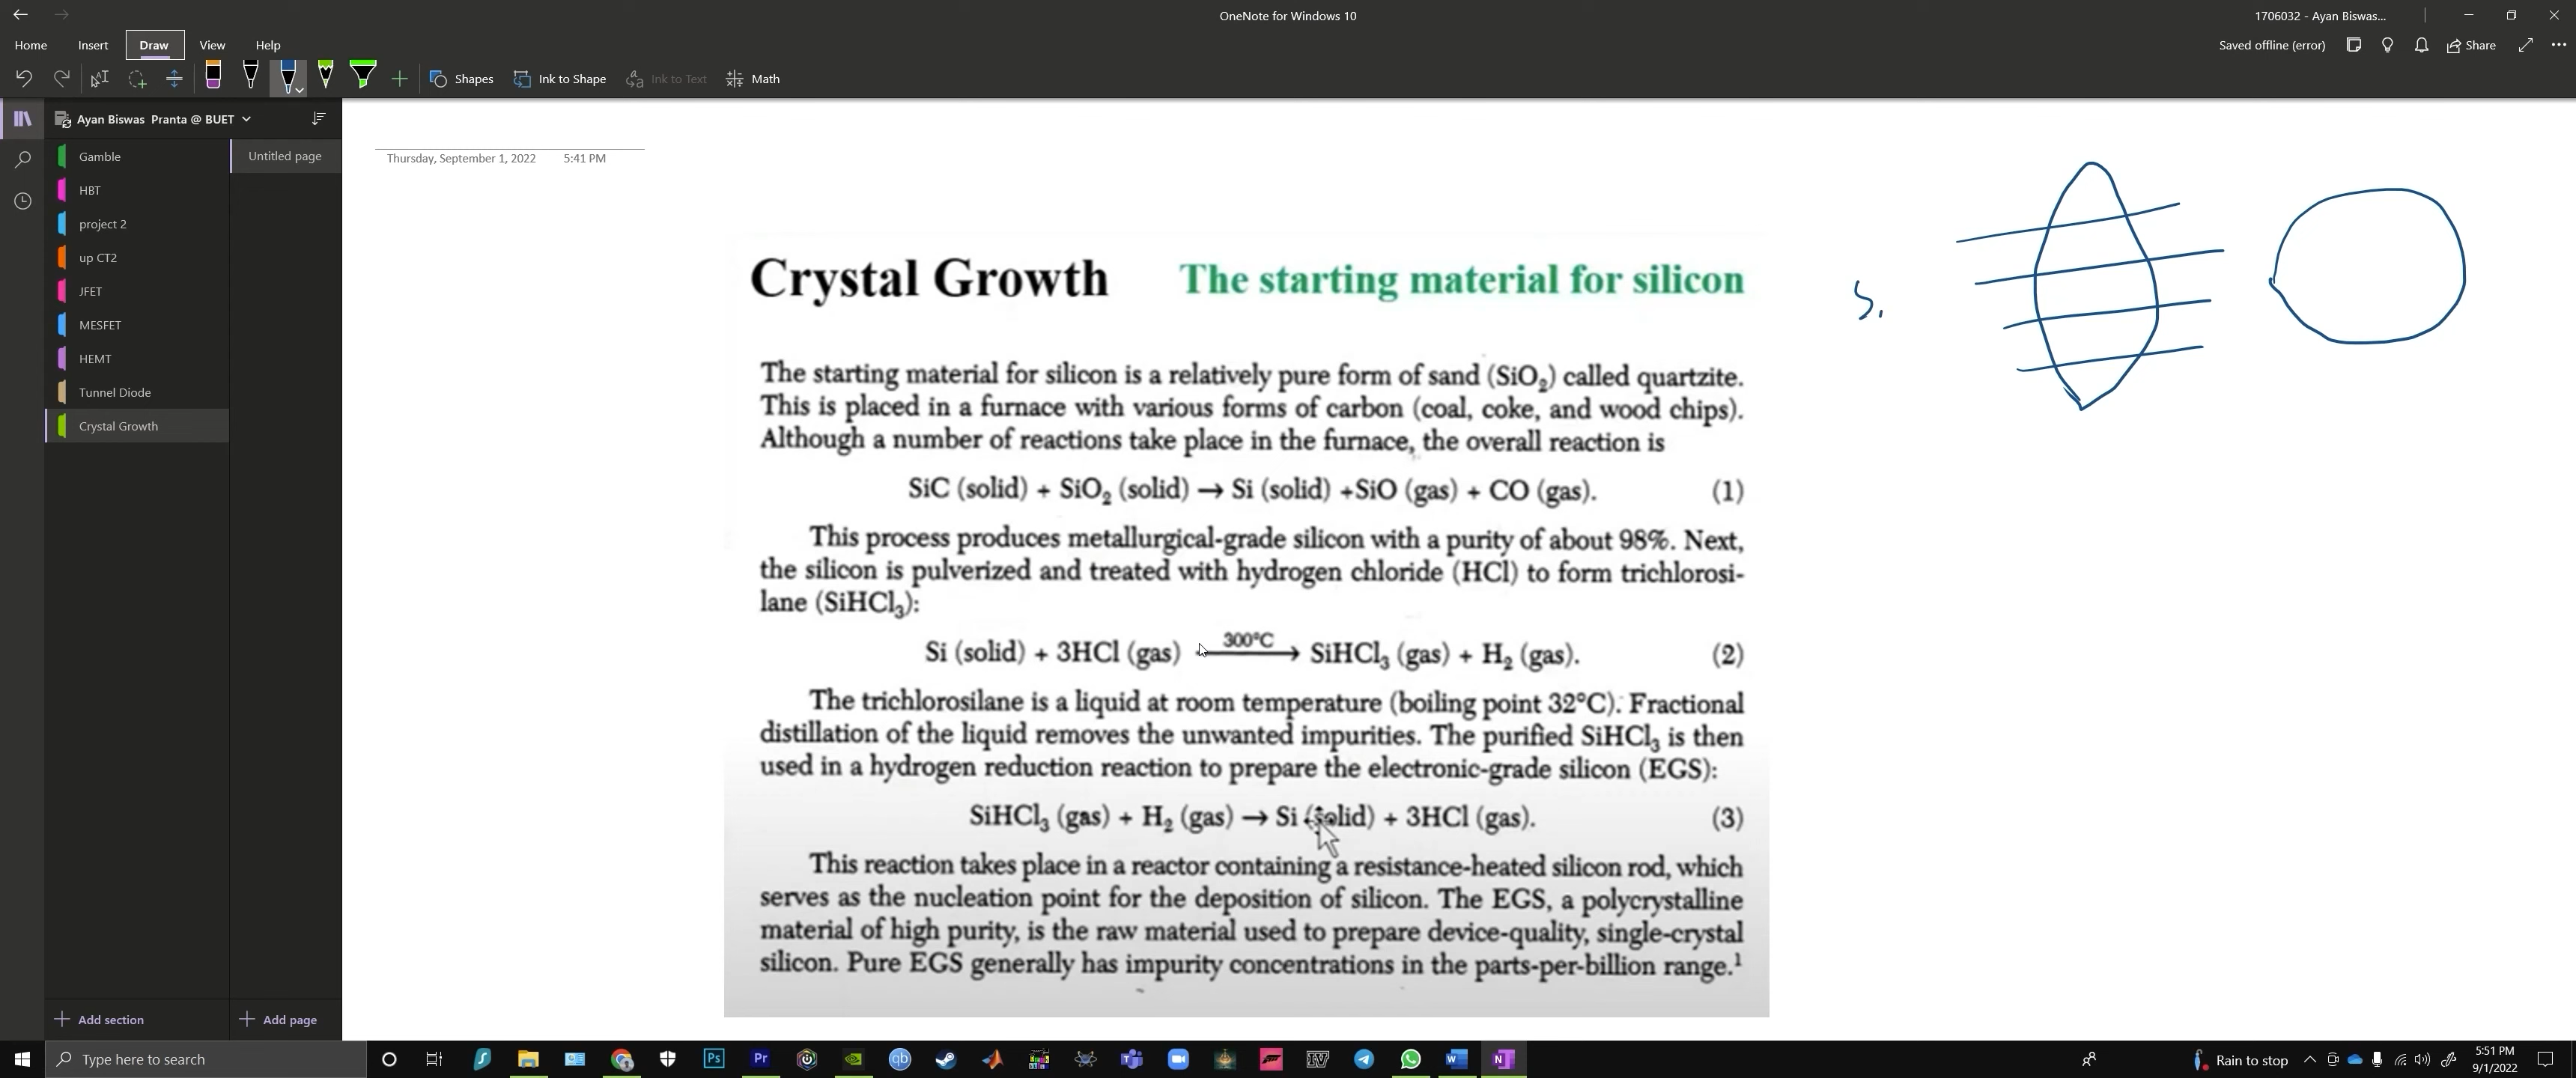 OneNote for Windows 10
1706032 - Ayan Biswas...
Home Insert Draw View Help
Saved offline (error) Share
Shapes Ink to Shape Ink to Text Math
Ayan Biswas Pranta @ BUET
Gamble
HBT
project 2
up CT2
JFET
MESFET
HEMT
Tunnel Diode
Crystal Growth
Untitled page
Thursday, September 1, 2022 5:41 PM
Crystal Growth The starting material for silicon
The starting material for silicon is a relatively pure form of sand (SiO₂) called quartzite.
This is placed in a furnace with various forms of carbon (coal, coke, and wood chips).
Although a number of reactions take place in the furnace, the overall reaction is
SiC (solid) + SiO₂ (solid) → Si (solid) +SiO (gas) + CO (gas). (1)
This process produces metallurgical-grade silicon with a purity of about 98%. Next,
the silicon is pulverized and treated with hydrogen chloride (HCl) to form trichlorosi-
lane (SiHCl₃):
300°C
Si (solid) + 3HCl (gas) → SiHCl₃ (gas) + H₂ (gas). (2)
The trichlorosilane is a liquid at room temperature (boiling point 32°C). Fractional
distillation of the liquid removes the unwanted impurities. The purified SiHCl₃ is then
used in a hydrogen reduction reaction to prepare the electronic-grade silicon (EGS):
SiHCl₃ (gas) + H₂ (gas) → Si (solid) + 3HCl (gas). (3)
This reaction takes place in a reactor containing a resistance-heated silicon rod, which
serves as the nucleation point for the deposition of silicon. The EGS, a polycrystalline
material of high purity, is the raw material used to prepare device-quality, single-crystal
silicon. Pure EGS generally has impurity concentrations in the parts-per-billion range.¹
Add section Add page
Type here to search
Ps Pr qb IV W N
Rain to stop
5:51 PM
9/1/2022